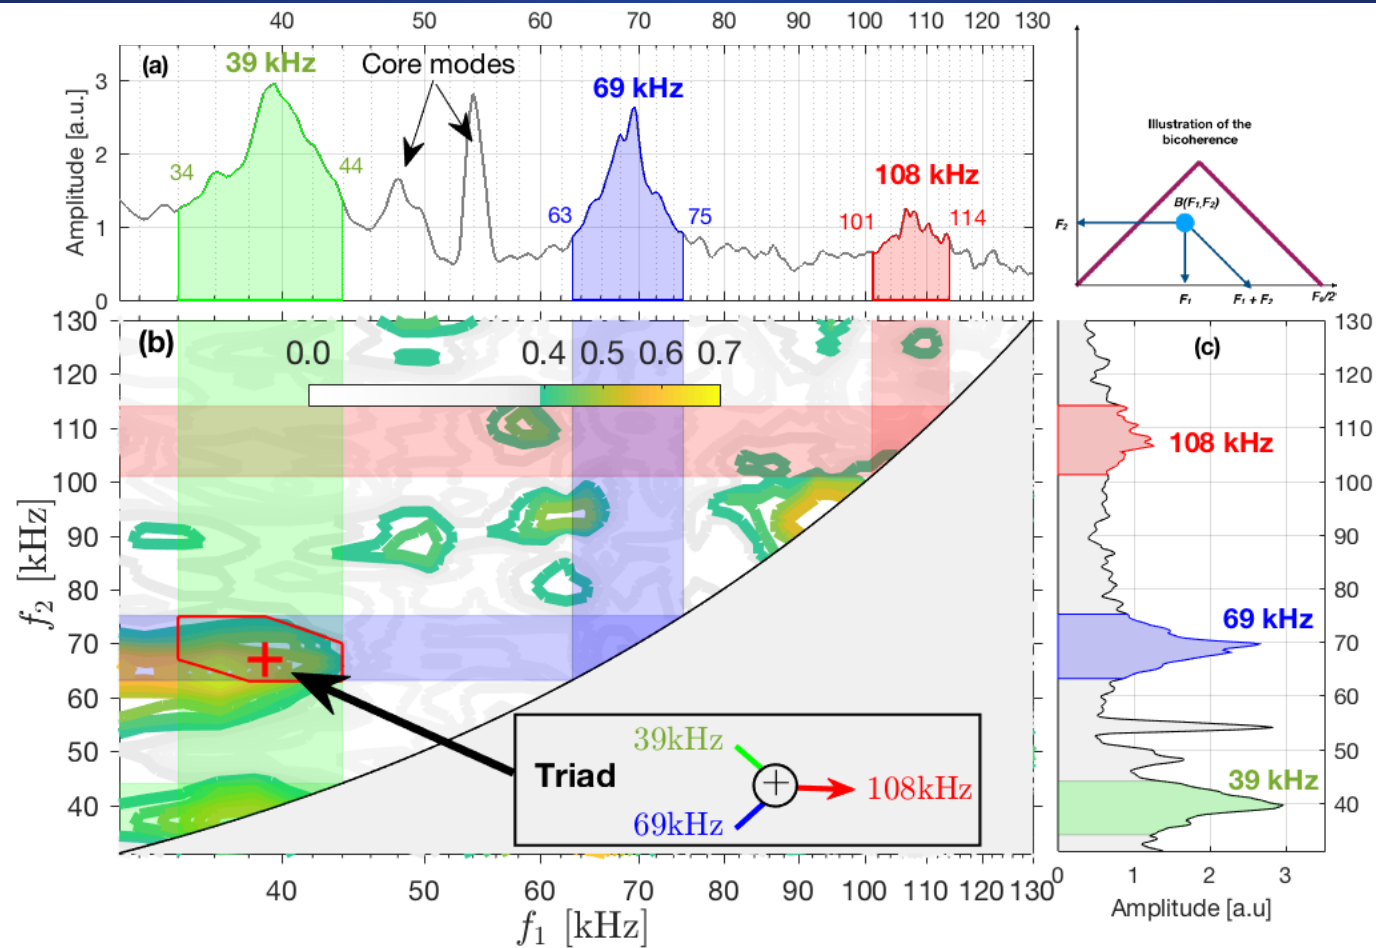 40 50 60 70 80 90 100 110 120 130
(a)
39 kHz
Core modes
69 kHz
108 kHz
34
44
63
75
101
114
3
2
1
0
Amplitude [a.u.]
Illustration of the
bicoherence
B(F₁,F₂)
F₂
F₁
F₁ + F₂
Fₛ/2
(b)
0.0 0.4 0.5 0.6 0.7
130
120
110
100
90
80
70
60
50
40
f₂ [kHz]
Triad
39kHz
69kHz
+
108kHz
40 50 60 70 80 90 100 110 120 130
f₁ [kHz]
(c)
108 kHz
69 kHz
39 kHz
130
120
110
100
90
80
70
60
50
40
0 1 2 3
Amplitude [a.u]